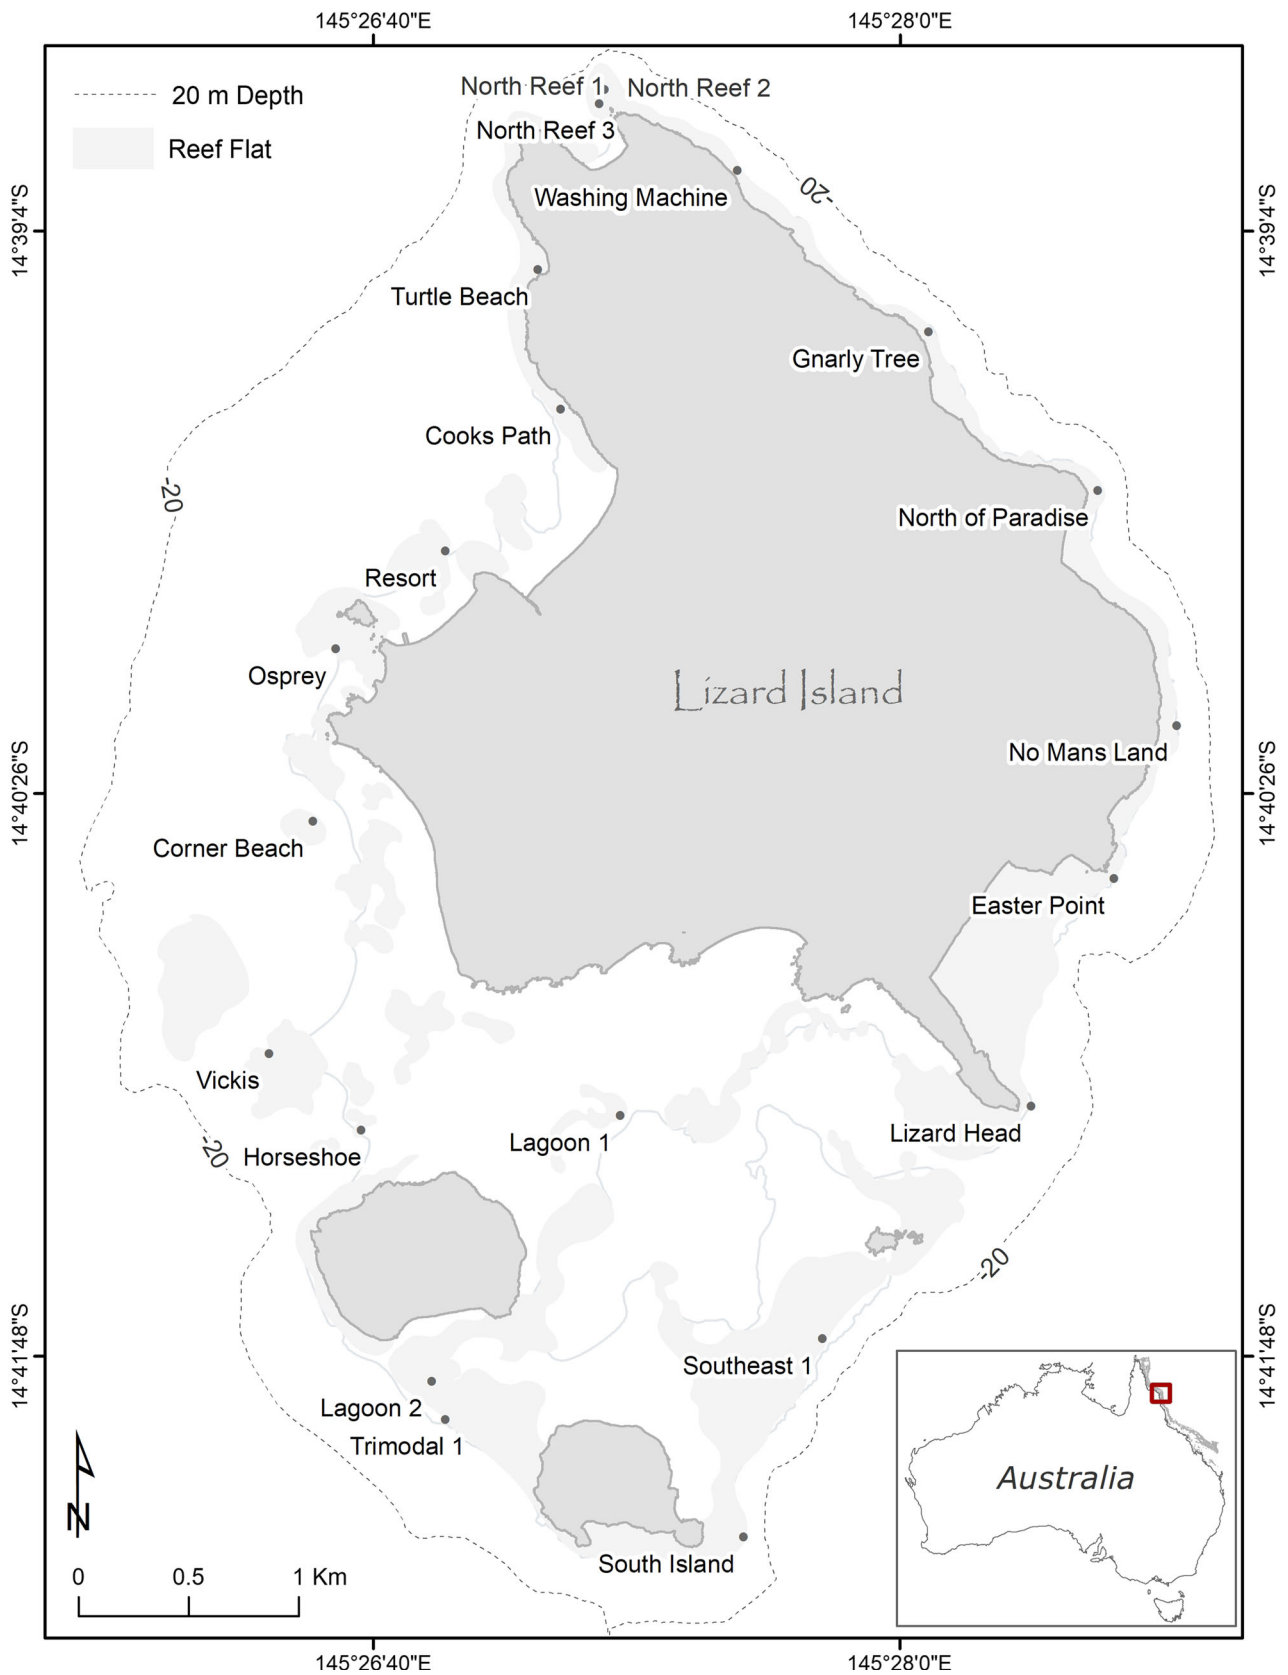 145°26'40"E
145°28'0"E
20 m Depth
Reef Flat
North Reef 1
North Reef 2
North Reef 3
Washing Machine
-20
14°39'4"S
14°39'4"S
Turtle Beach
Gnarly Tree
Cooks Path
-20
North of Paradise
Resort
Osprey
Lizard Island
No Mans Land
14°40'26"S
14°40'26"S
Corner Beach
Easter Point
Vickis
Lizard Head
Lagoon 1
Horseshoe
-20
-20
14°41'48"S
14°41'48"S
Southeast 1
Lagoon 2
Trimodal 1
Australia
N
South Island
0
0.5
1 Km
145°26'40"E
145°28'0"E